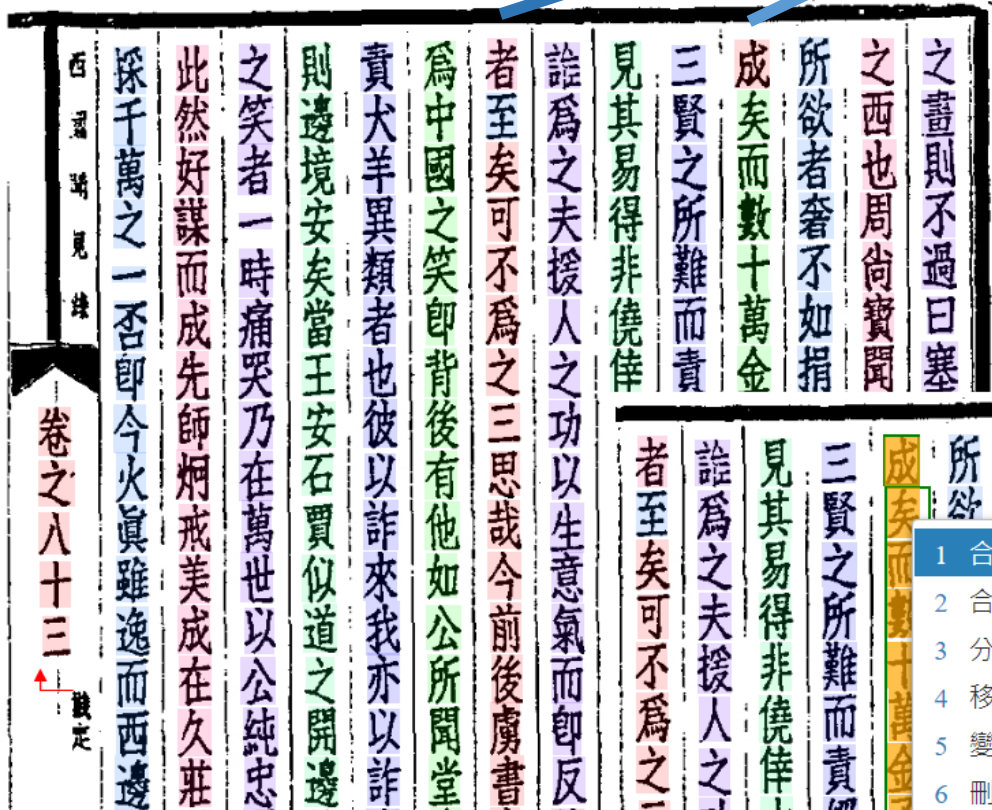 之畫則不過曰塞
之西也周尙寶聞
所欲者奢不如捐
成矣而數十萬金
三賢之所難而責
見其易得非僥倖
詑爲之夫援人之功以生意氣而卽反
者至矣可不爲之三思哉今前後虜書
爲中國之笑卽背後有他如公所聞堂
責犬羊異類者也彼以詐來我亦以詐
則邊境安矣當王安石賈似道之開邊
之笑者一時痛哭乃在萬世以公純忠
此然好謀而成先師炯戒美成在久莊
採千萬之一否卽今火眞雖逸而西邊
西園聞見錄
卷之八十三
所欲
成矣而數十萬金
三賢之所難而責
見其易得非僥倖
詑爲之夫援人之
者至矣可不爲之
1 合
2 合
3 分
4 移
5 變
6 刪